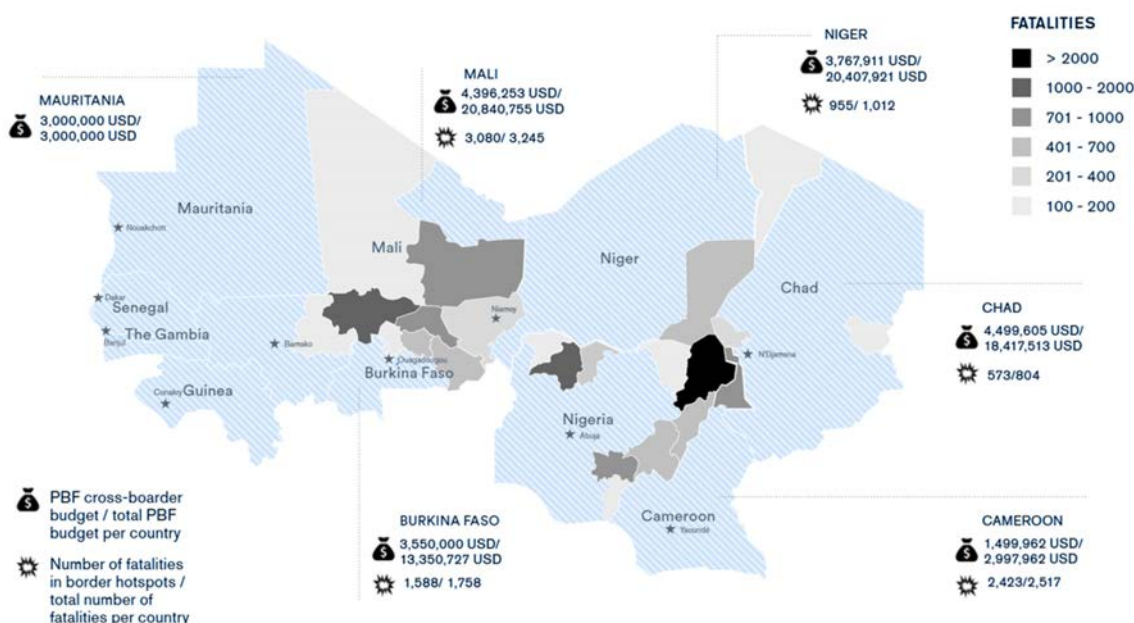 FATALITIES
> 2000
1000 - 2000
701 - 1000
401 - 700
201 - 400
100 - 200
NIGER
3,767,911 USD/
20,407,921 USD
955/ 1,012
MALI
4,396,253 USD/
20,840,755 USD
3,080/ 3,245
MAURITANIA
3,000,000 USD/
3,000,000 USD
Mauritania
Nouakchott
Mali
Niger
Chad
Dakar
Senegal
Banjul
The Gambia
Bamako
Niamey
Ouagadougou
Burkina Faso
N'Djamena
Conakry
Guinea
Nigeria
Abuja
Cameroon
Yaoundé
CHAD
4,499,605 USD/
18,417,513 USD
573/804
PBF cross-boarder
budget / total PBF
budget per country
Number of fatalities
in border hotspots /
total number of
fatalities per country
BURKINA FASO
3,550,000 USD/
13,350,727 USD
1,588/ 1,758
CAMEROON
1,499,962 USD/
2,997,962 USD
2,423/2,517